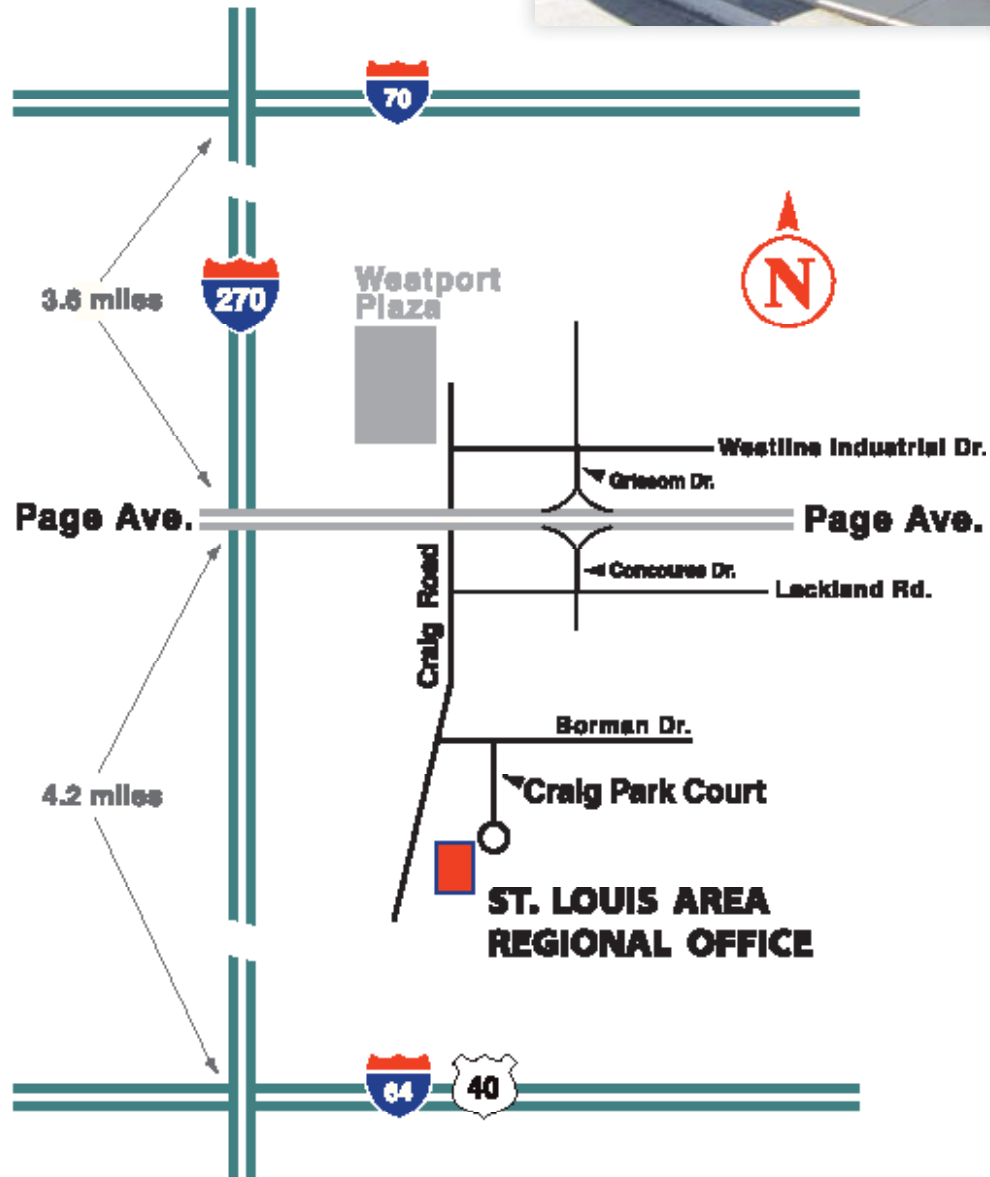 70
270
3.6 miles
Westport
Plaza
N
Westline Industrial Dr.
Grissom Dr.
Page Ave.
Page Ave.
Craig Road
Concourse Dr.
Lackland Rd.
Borman Dr.
Craig Park Court
4.2 miles
ST. LOUIS AREA
REGIONAL OFFICE
64
40